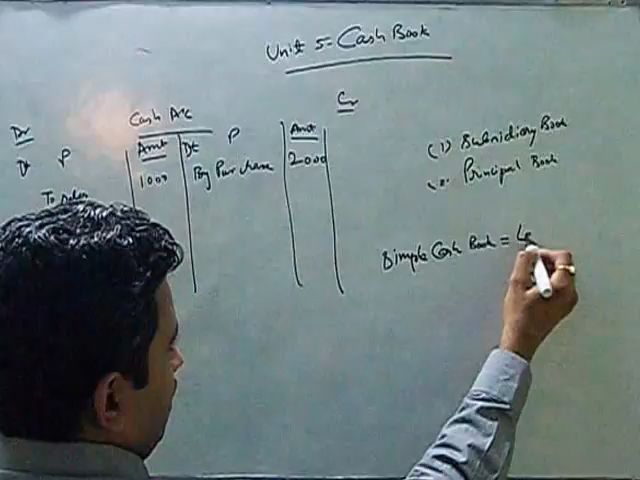 Unit 5 = Cash Book
Cash A/c
Dr
Cr
Dt P Amt Dt P Amt
To 1000 By Purchase 2000
(1) Subsidiary Book
(2) Principal Book
Simple Cash Book = Le